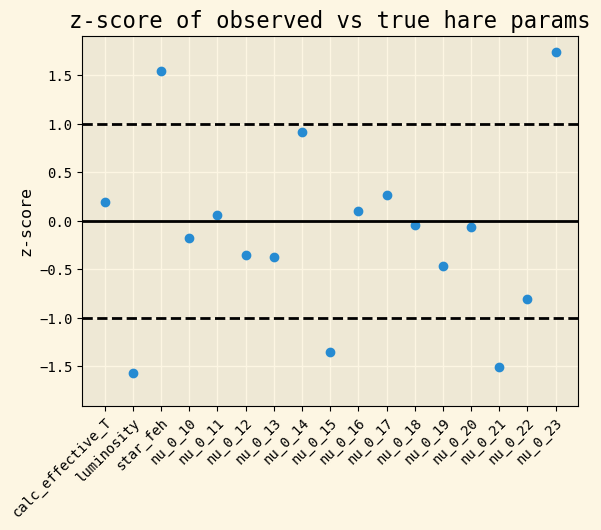 z-score of observed vs true hare params
z-score
1.5
1.0
0.5
0.0
−0.5
−1.0
−1.5
calc_effective_T
luminosity
star_feh
nu_0_10
nu_0_11
nu_0_12
nu_0_13
nu_0_14
nu_0_15
nu_0_16
nu_0_17
nu_0_18
nu_0_19
nu_0_20
nu_0_21
nu_0_22
nu_0_23